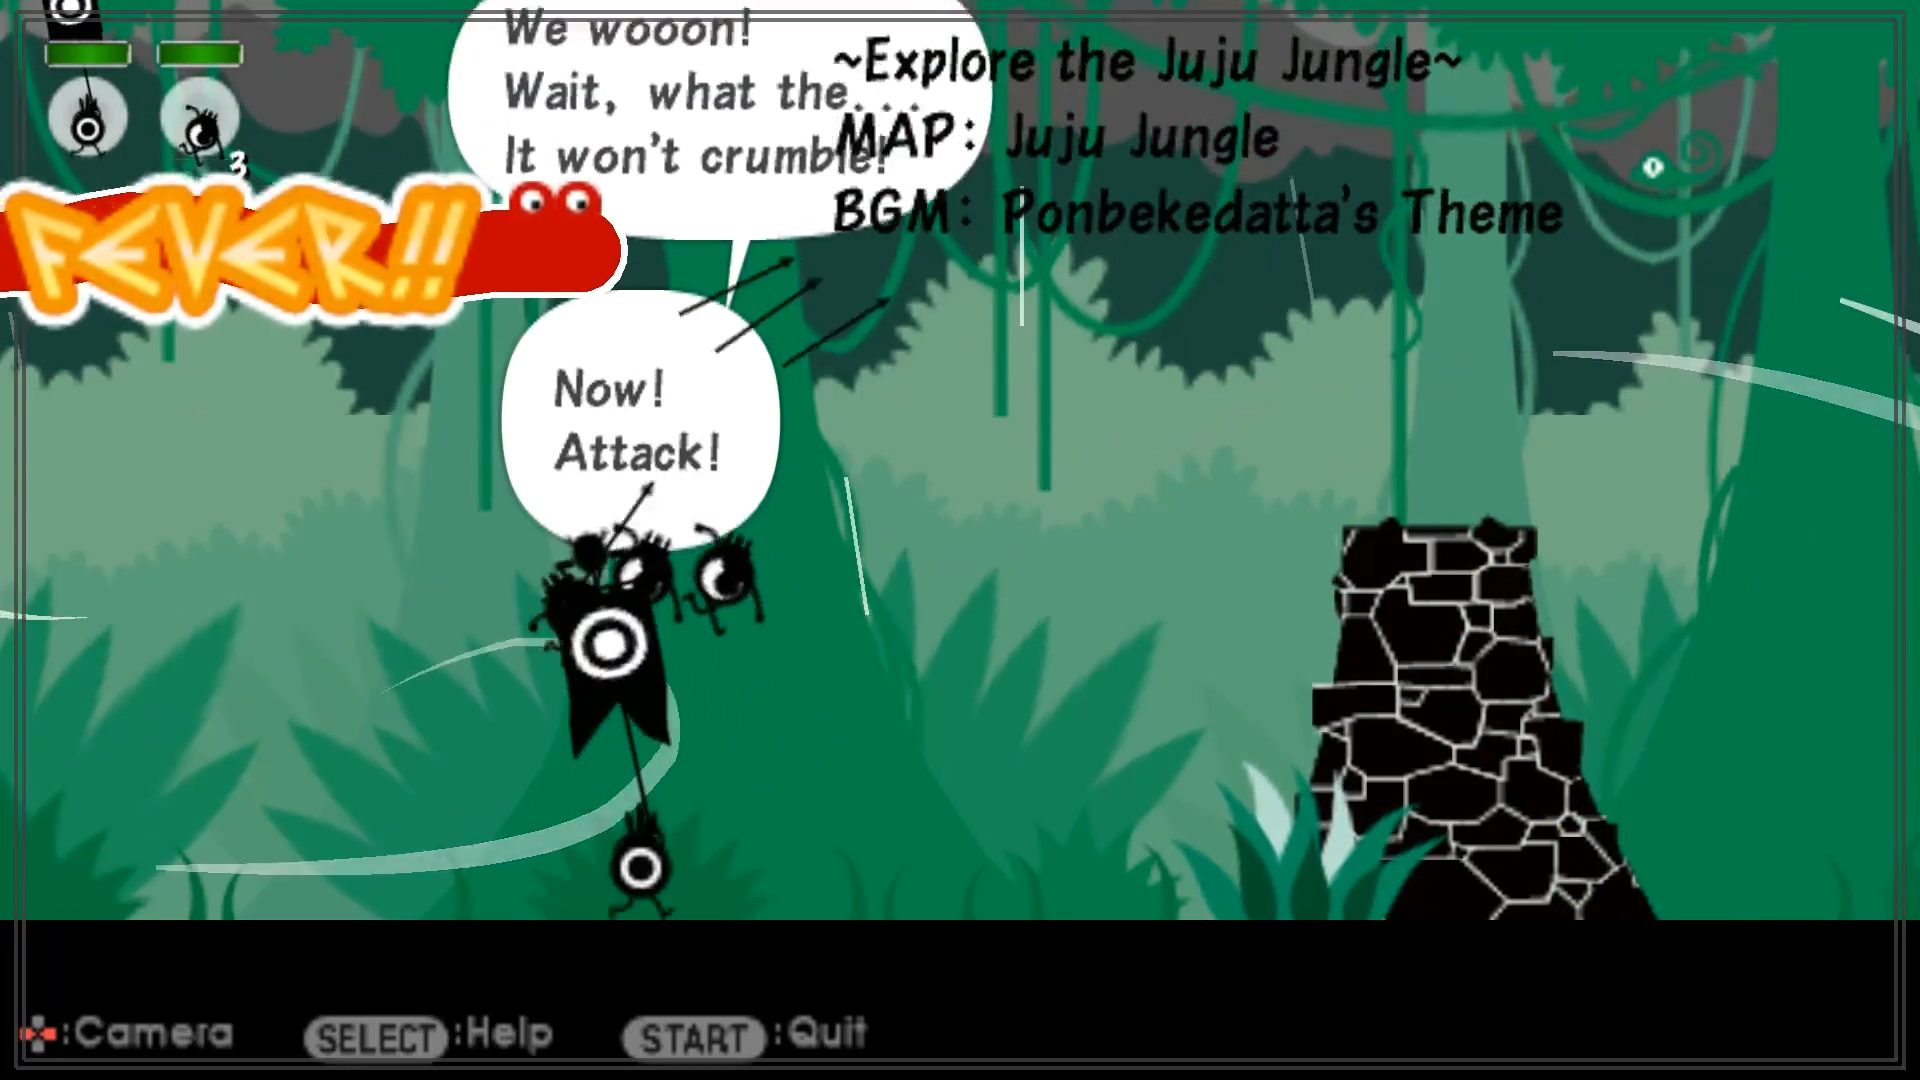 We wooon!
Wait, what the...
It won't crumble!
~Explore the Juju Jungle~
MAP: Juju Jungle
BGM: Ponbekedatta's Theme
3
FEVER!!
Now!
Attack!
:Camera
SELECT:Help
START:Quit